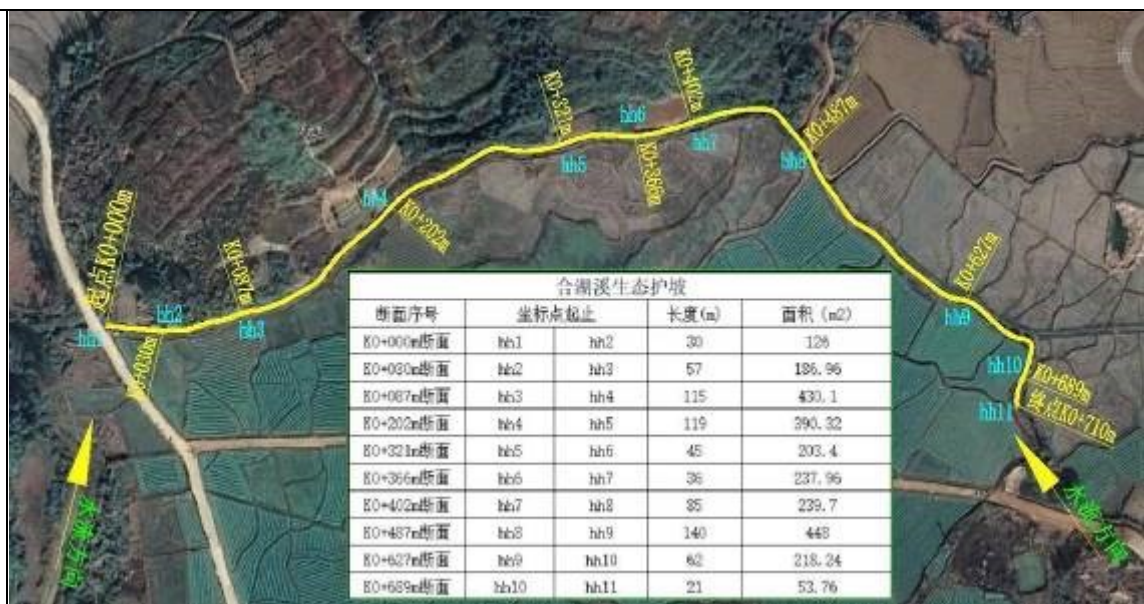 起点K0+000m
hh1
hh2
K0+030m
K0+087m
hh3
hh4
K0+202m
K0+321m
hh5
hh6
K0+366m
K0+402m
hh7
K0+487m
hh8
K0+627m
hh9
hh10
K0+689m
hh11
终点K0+710m
水流方向
水流方向
合湖溪生态护坡
断面序号 坐标点起止 长度(m) 面积 (m2)
K0+000m断面 hh1 hh2 30 126
K0+030m断面 hh2 hh3 57 186.96
K0+087m断面 hh3 hh4 115 430.1
K0+202m断面 hh4 hh5 119 390.32
K0+321m断面 hh5 hh6 45 203.4
K0+366m断面 hh6 hh7 36 237.96
K0+402m断面 hh7 hh8 85 239.7
K0+487m断面 hh8 hh9 140 448
K0+627m断面 hh9 hh10 62 218.24
K0+689m断面 hh10 hh11 21 53.76